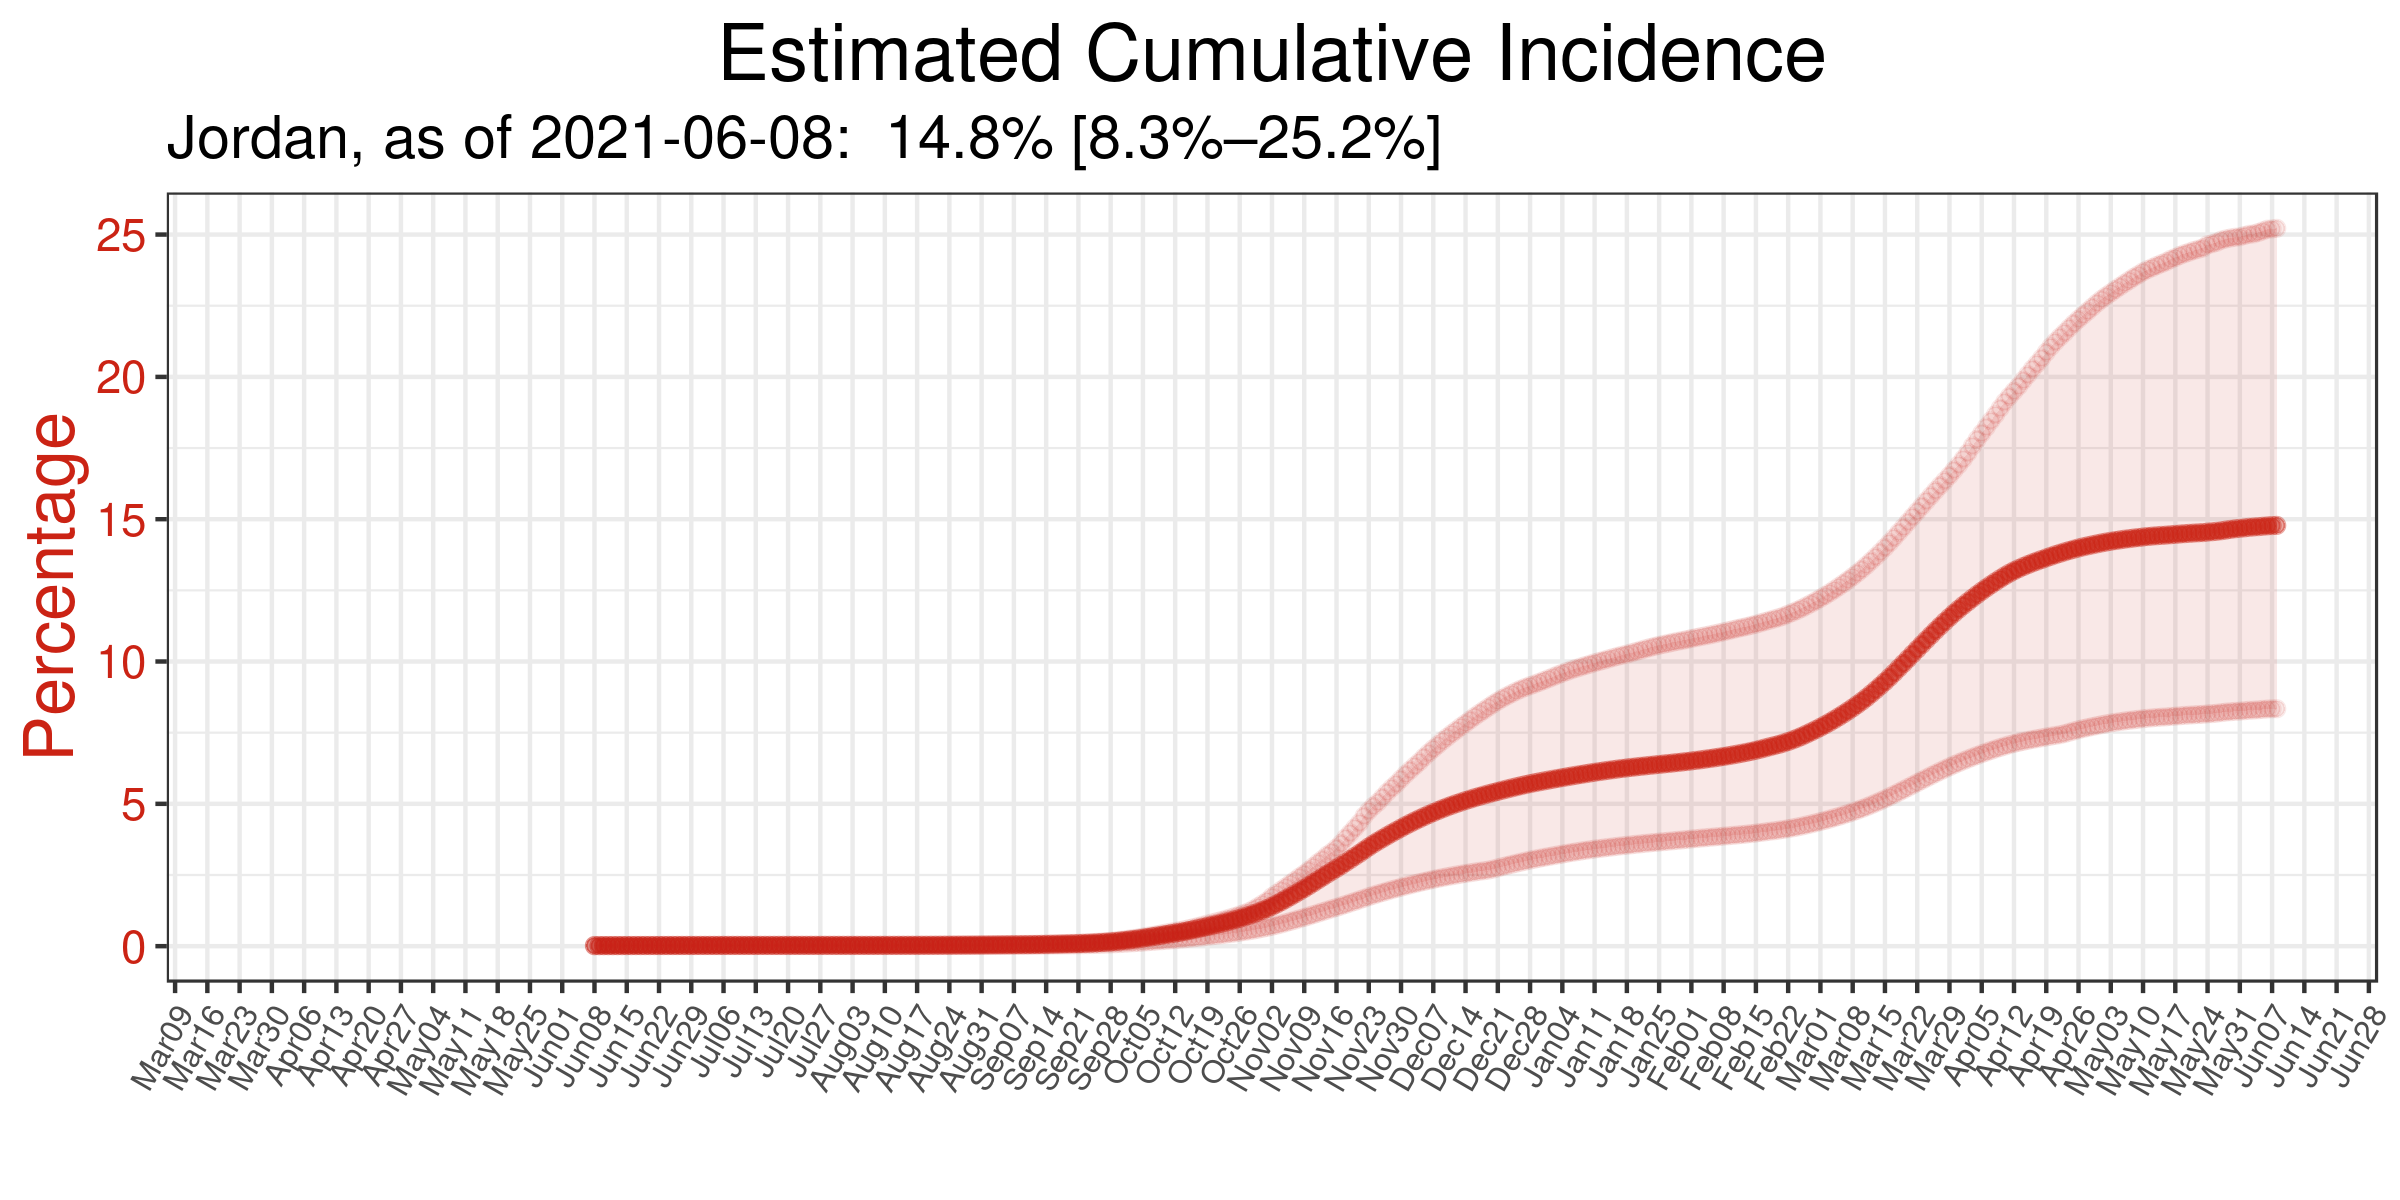 Estimated Cumulative Incidence
Jordan, as of 2021-06-08:  14.8% [8.3%–25.2%]
Percentage
25
20
15
10
5
0
Mar09
Mar16
Mar23
Mar30
Apr06
Apr13
Apr20
Apr27
May04
May11
May18
May25
Jun01
Jun08
Jun15
Jun22
Jun29
Jul06
Jul13
Jul20
Jul27
Aug03
Aug10
Aug17
Aug24
Aug31
Sep07
Sep14
Sep21
Sep28
Oct05
Oct12
Oct19
Oct26
Nov02
Nov09
Nov16
Nov23
Nov30
Dec07
Dec14
Dec21
Dec28
Jan04
Jan11
Jan18
Jan25
Feb01
Feb08
Feb15
Feb22
Mar01
Mar08
Mar15
Mar22
Mar29
Apr05
Apr12
Apr19
Apr26
May03
May10
May17
May24
May31
Jun07
Jun14
Jun21
Jun28